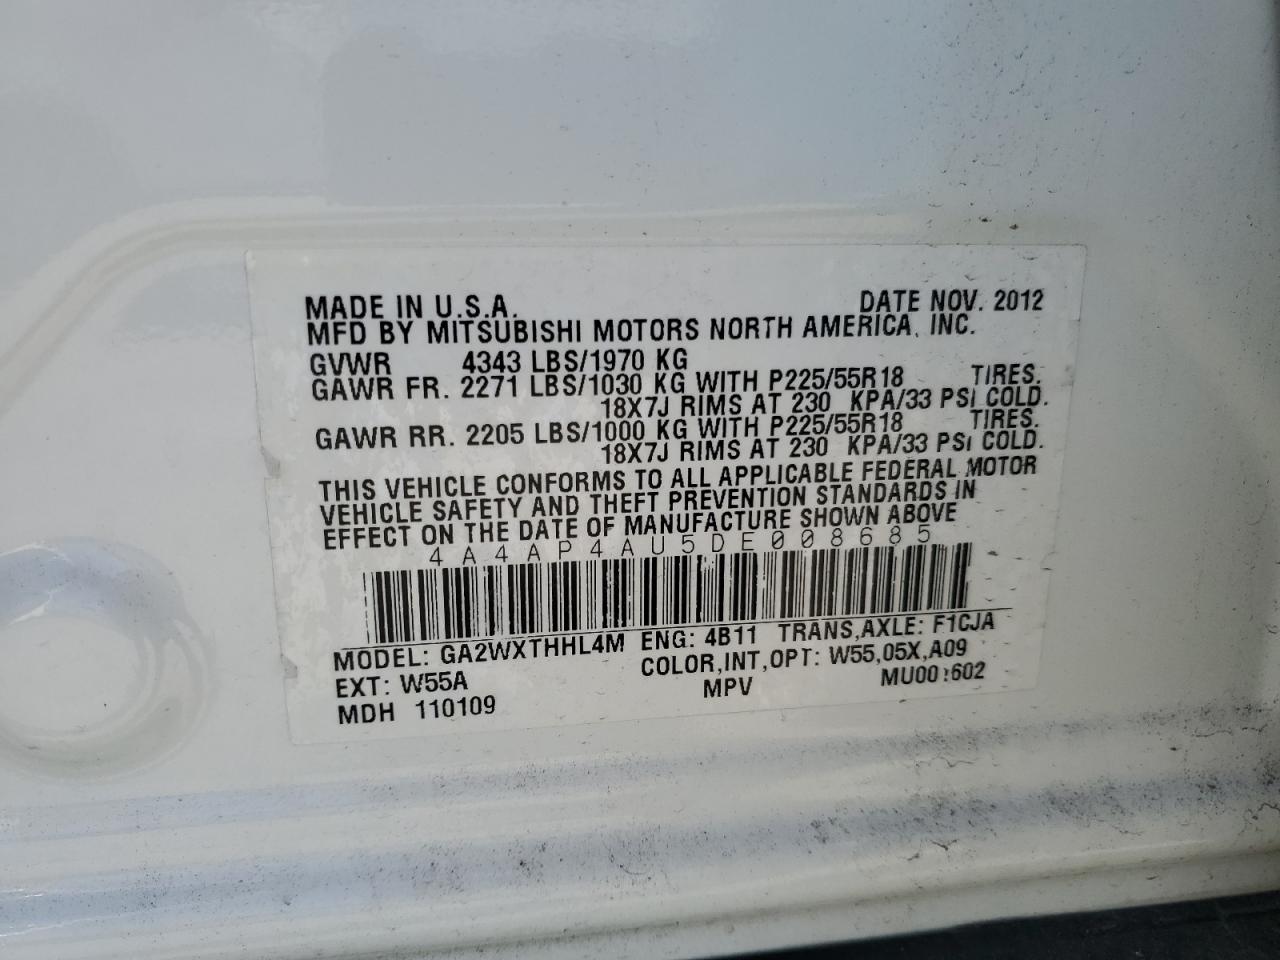 MADE IN U.S.A. DATE NOV. 2012
MFD BY MITSUBISHI MOTORS NORTH AMERICA, INC.
GVWR 4343 LBS/1970 KG
GAWR FR. 2271 LBS/1030 KG WITH P225/55R18 TIRES.
18X7J RIMS AT 230 KPA/33 PSI COLD.
GAWR RR. 2205 LBS/1000 KG WITH P225/55R18 TIRES.
18X7J RIMS AT 230 KPA/33 PSI COLD.
THIS VEHICLE CONFORMS TO ALL APPLICABLE FEDERAL MOTOR
VEHICLE SAFETY AND THEFT PREVENTION STANDARDS IN
EFFECT ON THE DATE OF MANUFACTURE SHOWN ABOVE
4A4AP4AU5DE008685
MODEL: GA2WXTHHL4M ENG: 4B11 TRANS,AXLE: F1CJA
EXT: W55A COLOR,INT,OPT: W55,05X,A09
MDH 110109 MPV